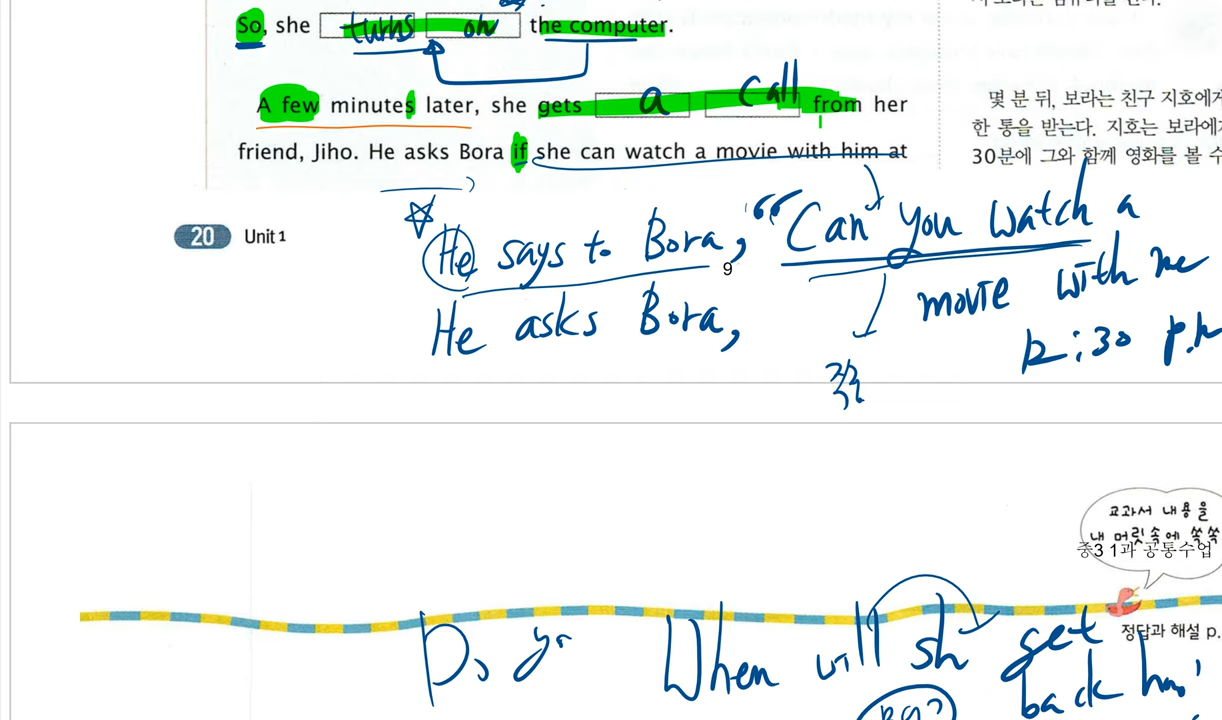 So, she turns on the computer.
A few minutes later, she gets a call from her
friend, Jiho. He asks Bora if she can watch a movie with him at
몇 분 뒤, 보라는 친구 지호에게
한 통을 받는다. 지호는 보라에게
30분에 그와 함께 영화를 볼 수
20 Unit 1
He says to Bora, “Can you watch a
movie with me
9
He asks Bora,
12:30 p.m
교과서 내용을
내 머릿속에 쏙쏙
중3 1과 공통수업
정답과 해설 p.
When will sh get
back